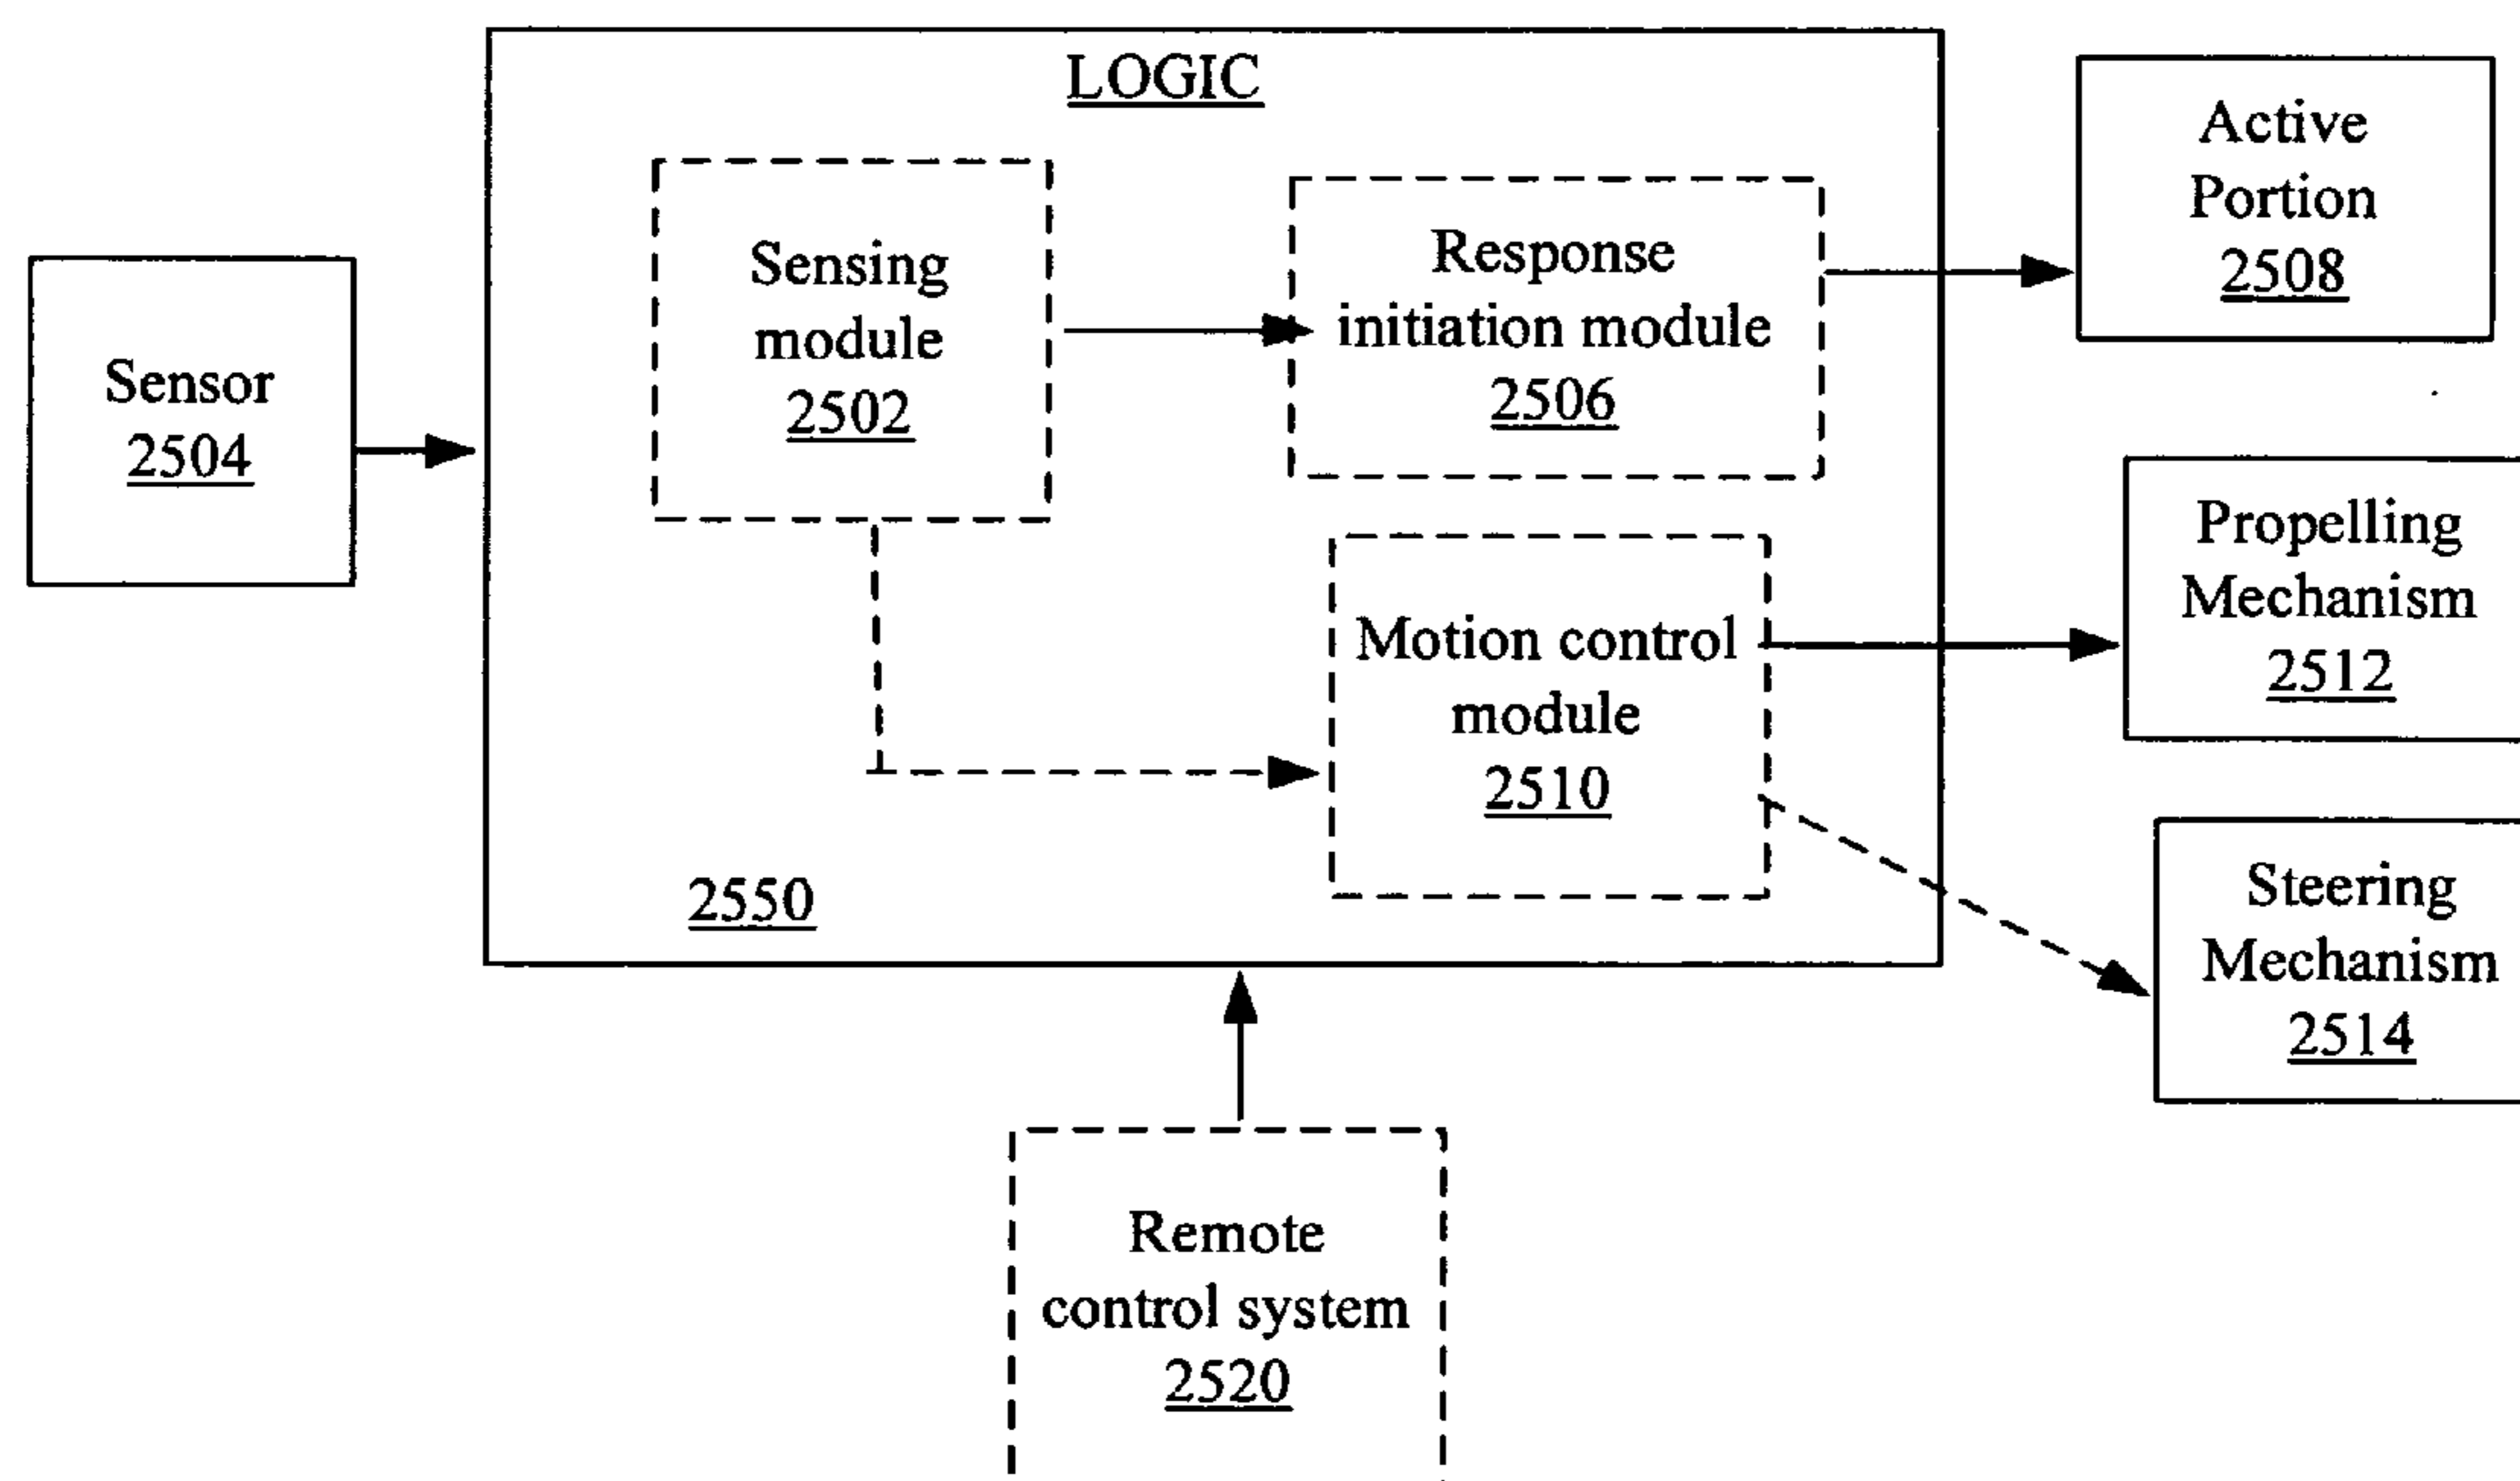 LOGIC
Sensor
2504
Sensing
module
2502
Response
initiation module
2506
Active
Portion
2508
Motion control
module
2510
Propelling
Mechanism
2512
Steering
Mechanism
2514
2550
Remote
control system
2520